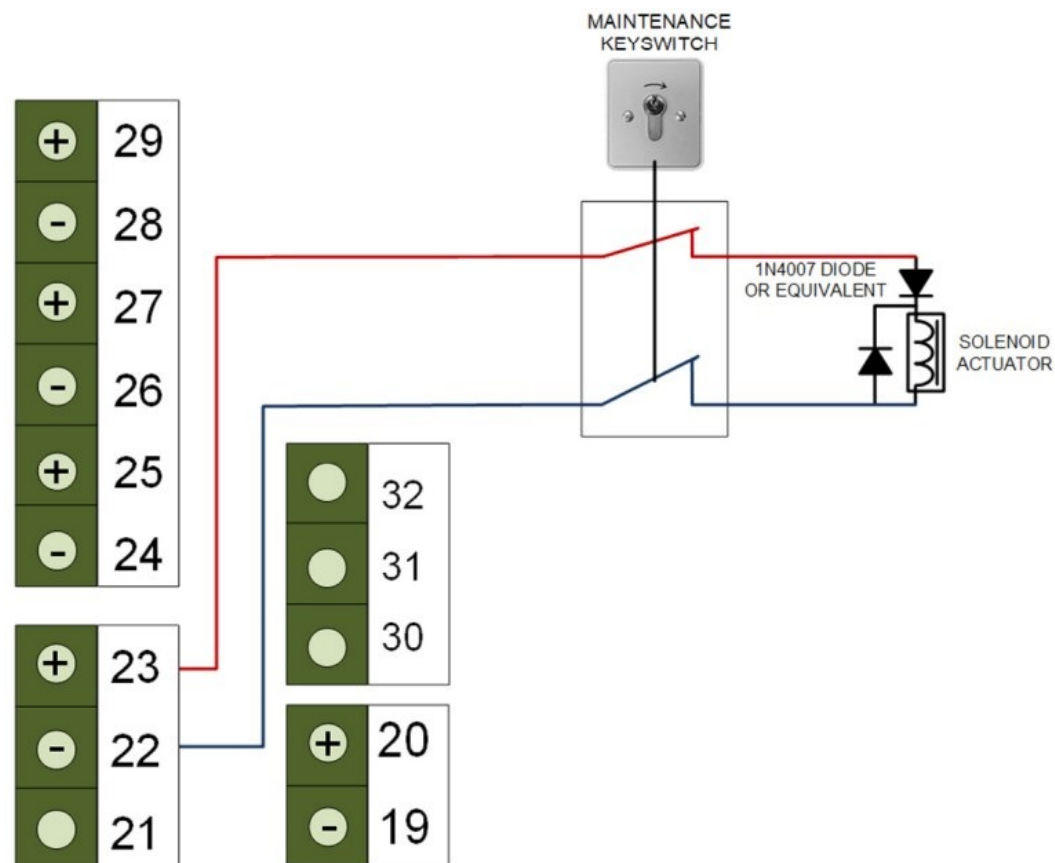 MAINTENANCE
KEYSWITCH
+ 29
- 28
+ 27
- 26
+ 25
- 24
+ 23
- 22
21
32
31
30
+ 20
- 19
1N4007 DIODE
OR EQUIVALENT
SOLENOID
ACTUATOR